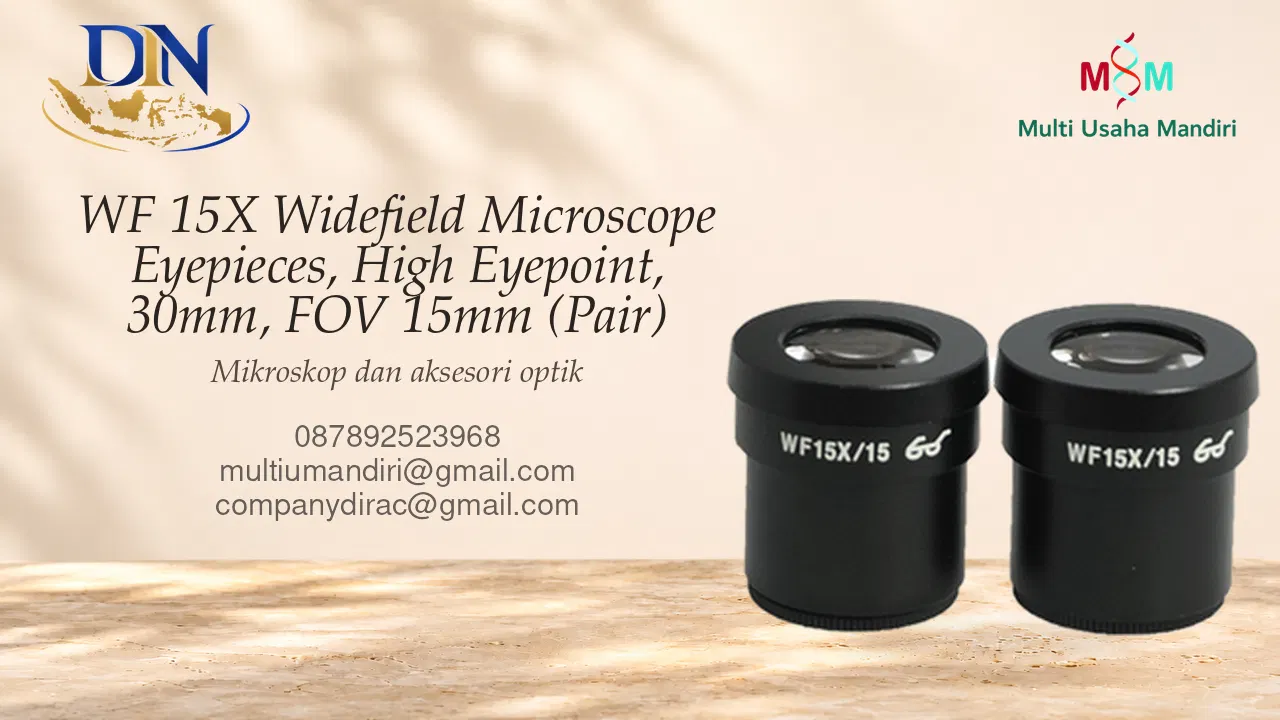 DN
M M
Multi Usaha Mandiri
WF 15X Widefield Microscope
Eyepieces, High Eyepoint,
30mm, FOV 15mm (Pair)
Mikroskop dan aksesori optik
087892523968
multiumandiri@gmail.com
companydirac@gmail.com
WF15X/15
WF15X/15